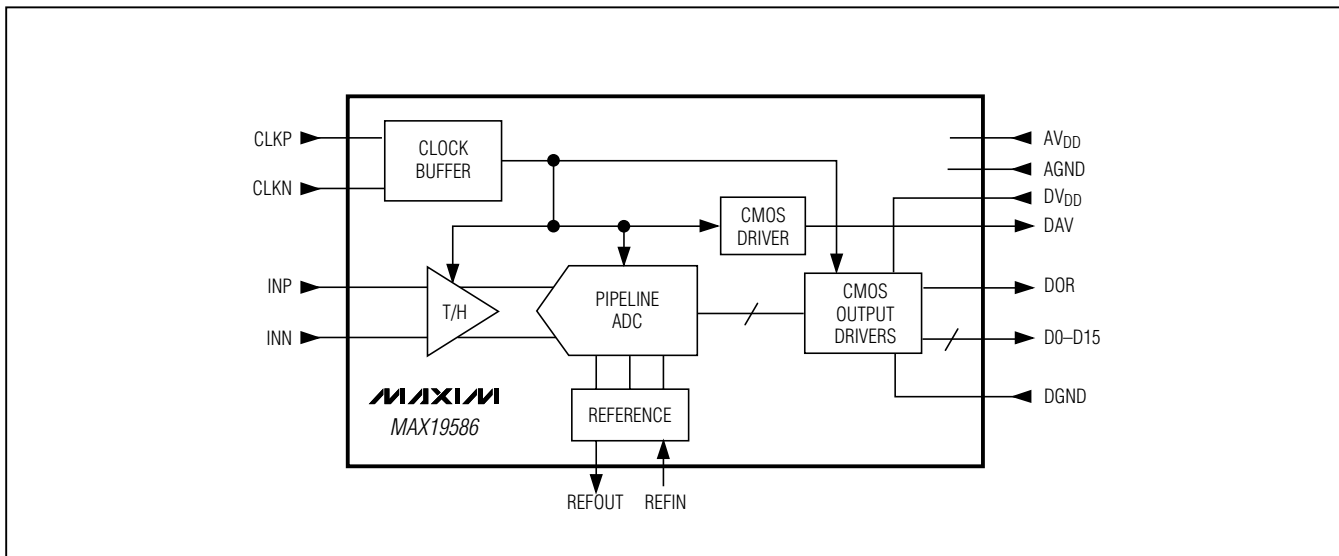 CLKP
CLKN
CLOCK
BUFFER
AVDD
AGND
DVDD
CMOS
DRIVER
DAV
INP
INN
T/H
PIPELINE
ADC
CMOS
OUTPUT
DRIVERS
DOR
D0–D15
DGND
MAXIM
MAX19586
REFERENCE
REFOUT
REFIN